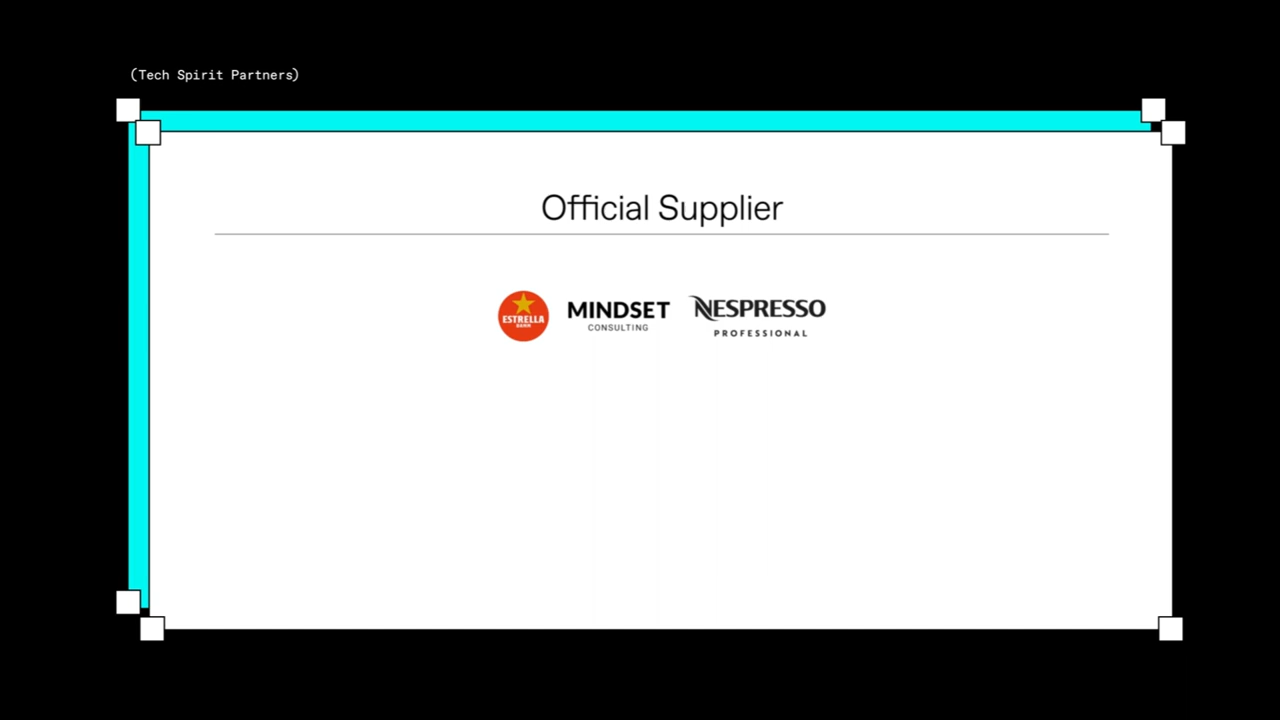 (Tech Spirit Partners)
Official Supplier
ESTRELLA
DAMM
MINDSET
CONSULTING
NESPRESSO
PROFESSIONAL